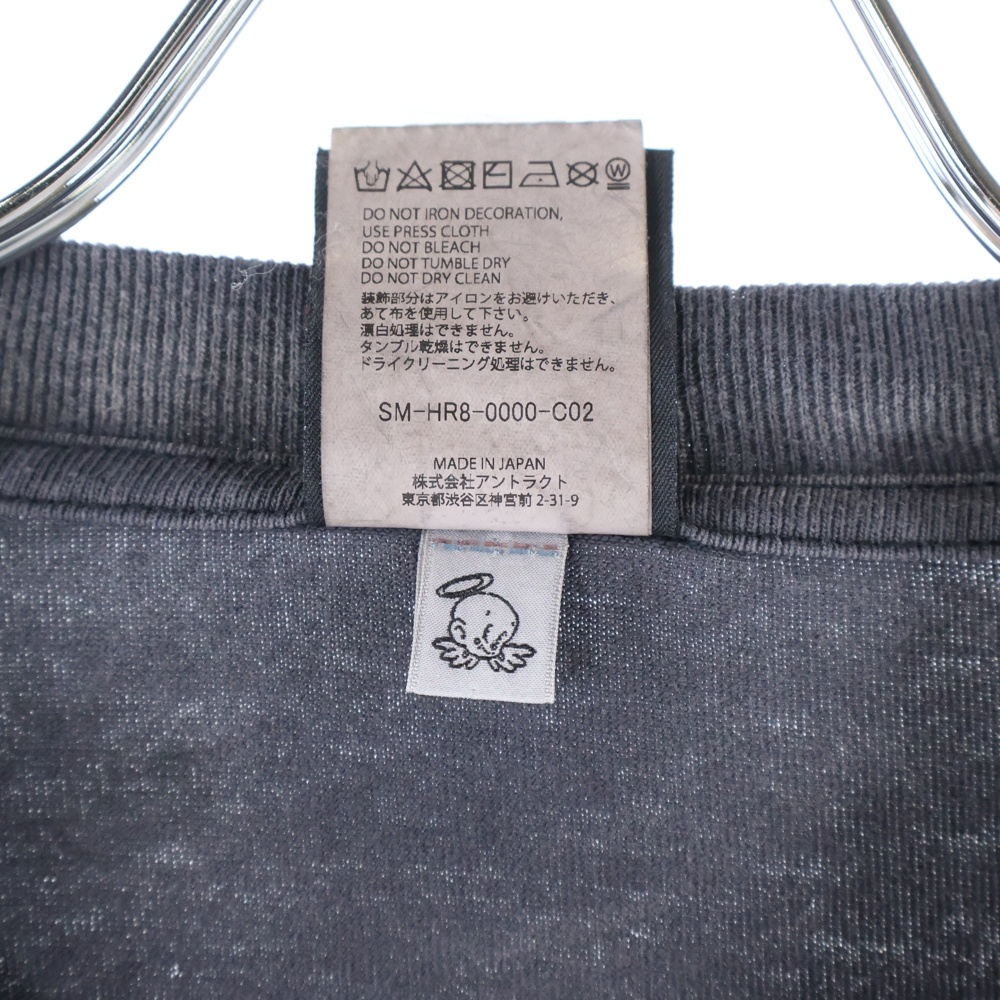 W
DO NOT IRON DECORATION,
USE PRESS CLOTH
DO NOT BLEACH
DO NOT TUMBLE DRY
DO NOT DRY CLEAN
装飾部分はアイロンをお避けいただき、
あて布を使用して下さい。
漂白処理はできません。
タンブル乾燥はできません。
ドライクリーニング処理はできません。
SM-HR8-0000-C02
MADE IN JAPAN
株式会社アントラクト
東京都渋谷区神宮前 2-31-9